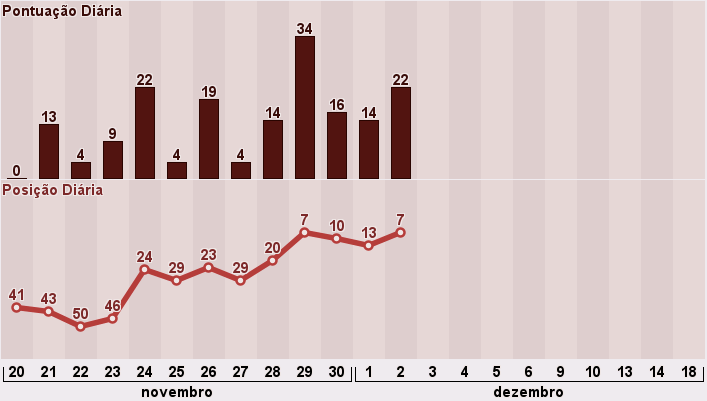 Pontuação Diária
0 13 4 9 22 4 19 4 14 34 16 14 22
Posição Diária
41 43 50 46 24 29 23 29 20 7 10 13 7
20 21 22 23 24 25 26 27 28 29 30 1 2 3 4 5 6 9 10 13 14 18
novembro dezembro